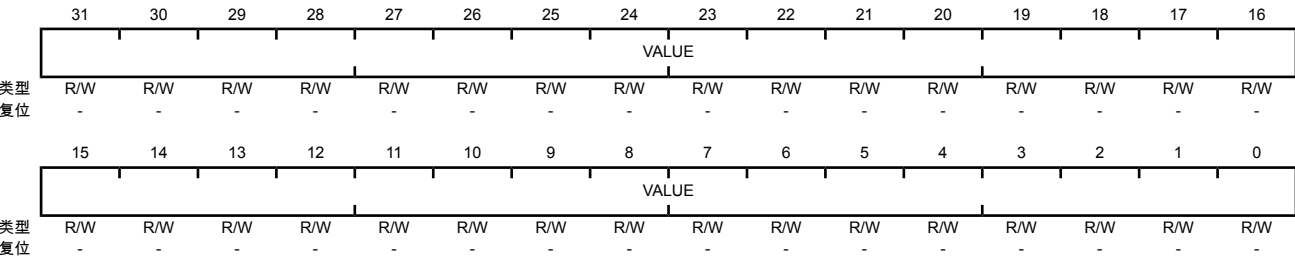 31 30 29 28 27 26 25 24 23 22 21 20 19 18 17 16
VALUE
类型 R/W R/W R/W R/W R/W R/W R/W R/W R/W R/W R/W R/W R/W R/W R/W R/W
复位 - - - - - - - - - - - - - - - -
15 14 13 12 11 10 9 8 7 6 5 4 3 2 1 0
VALUE
类型 R/W R/W R/W R/W R/W R/W R/W R/W R/W R/W R/W R/W R/W R/W R/W R/W
复位 - - - - - - - - - - - - - - - -